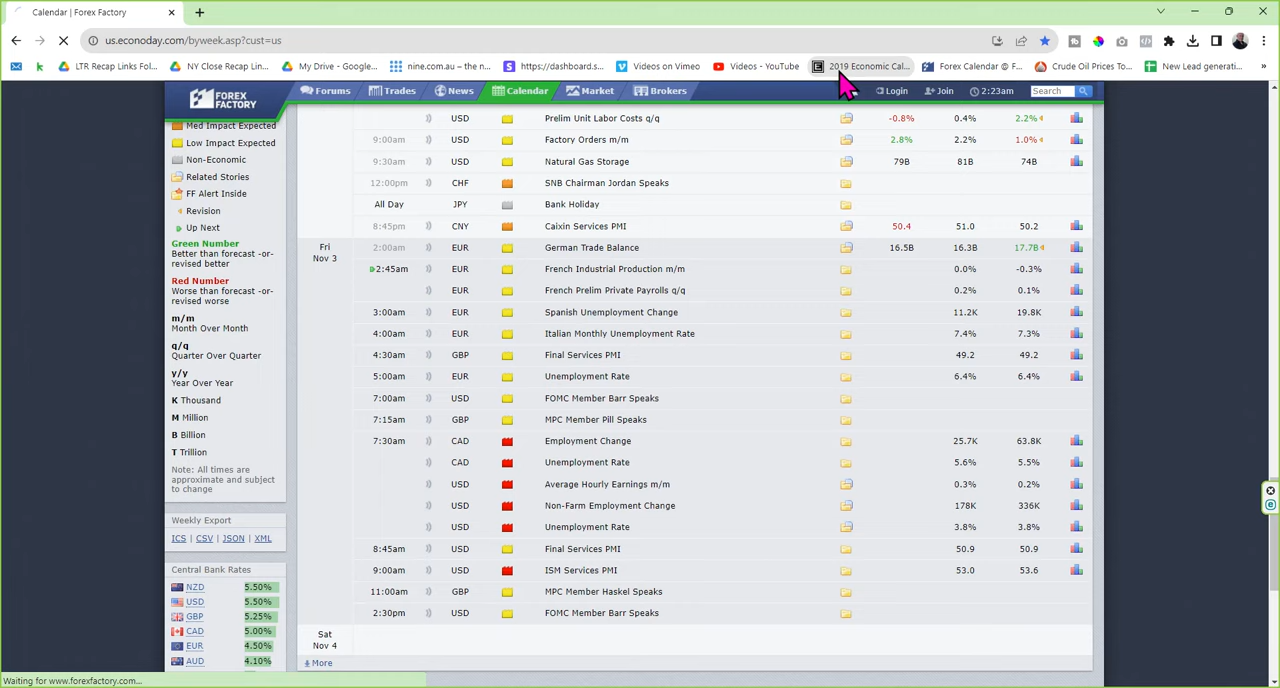 Calendar | Forex Factory
us.econoday.com/byweek.asp?cust=us
LTR Recap Links Fol... NY Close Recap Lin... My Drive - Google... nine.com.au – the n... https://dashboard.s... Videos on Vimeo Videos - YouTube 2019 Economic Cal... Forex Calendar @ F... Crude Oil Prices To... New Lead generati... »
FOREX FACTORY Forums Trades News Calendar Market Brokers Login Join 2:23am Search
Med Impact Expected
Low Impact Expected
Non-Economic
Related Stories
FF Alert Inside
Revision
Up Next
Green Number
Better than forecast -or-
revised better
Red Number
Worse than forecast -or-
revised worse
m/m
Month Over Month
q/q
Quarter Over Quarter
y/y
Year Over Year
K Thousand
M Million
B Billion
T Trillion
Note: All times are
approximate and subject
to change
Weekly Export
ICS | CSV | JSON | XML
Central Bank Rates
NZD 5.50%
USD 5.50%
GBP 5.25%
CAD 5.00%
EUR 4.50%
AUD 4.10%
USD Prelim Unit Labor Costs q/q -0.8% 0.4% 2.2%
9:00am USD Factory Orders m/m 2.8% 2.2% 1.0%
9:30am USD Natural Gas Storage 79B 81B 74B
12:00pm CHF SNB Chairman Jordan Speaks
All Day JPY Bank Holiday
8:45pm CNY Caixin Services PMI 50.4 51.0 50.2
Fri 2:00am EUR German Trade Balance 16.5B 16.3B 17.7B
Nov 3
2:45am EUR French Industrial Production m/m 0.0% -0.3%
EUR French Prelim Private Payrolls q/q 0.2% 0.1%
3:00am EUR Spanish Unemployment Change 11.2K 19.8K
4:00am EUR Italian Monthly Unemployment Rate 7.4% 7.3%
4:30am GBP Final Services PMI 49.2 49.2
5:00am EUR Unemployment Rate 6.4% 6.4%
7:00am USD FOMC Member Barr Speaks
7:15am GBP MPC Member Pill Speaks
7:30am CAD Employment Change 25.7K 63.8K
CAD Unemployment Rate 5.6% 5.5%
USD Average Hourly Earnings m/m 0.3% 0.2%
USD Non-Farm Employment Change 178K 336K
USD Unemployment Rate 3.8% 3.8%
8:45am USD Final Services PMI 50.9 50.9
9:00am USD ISM Services PMI 53.0 53.6
11:00am GBP MPC Member Haskel Speaks
2:30pm USD FOMC Member Barr Speaks
Sat
Nov 4
More
Waiting for www.forexfactory.com...